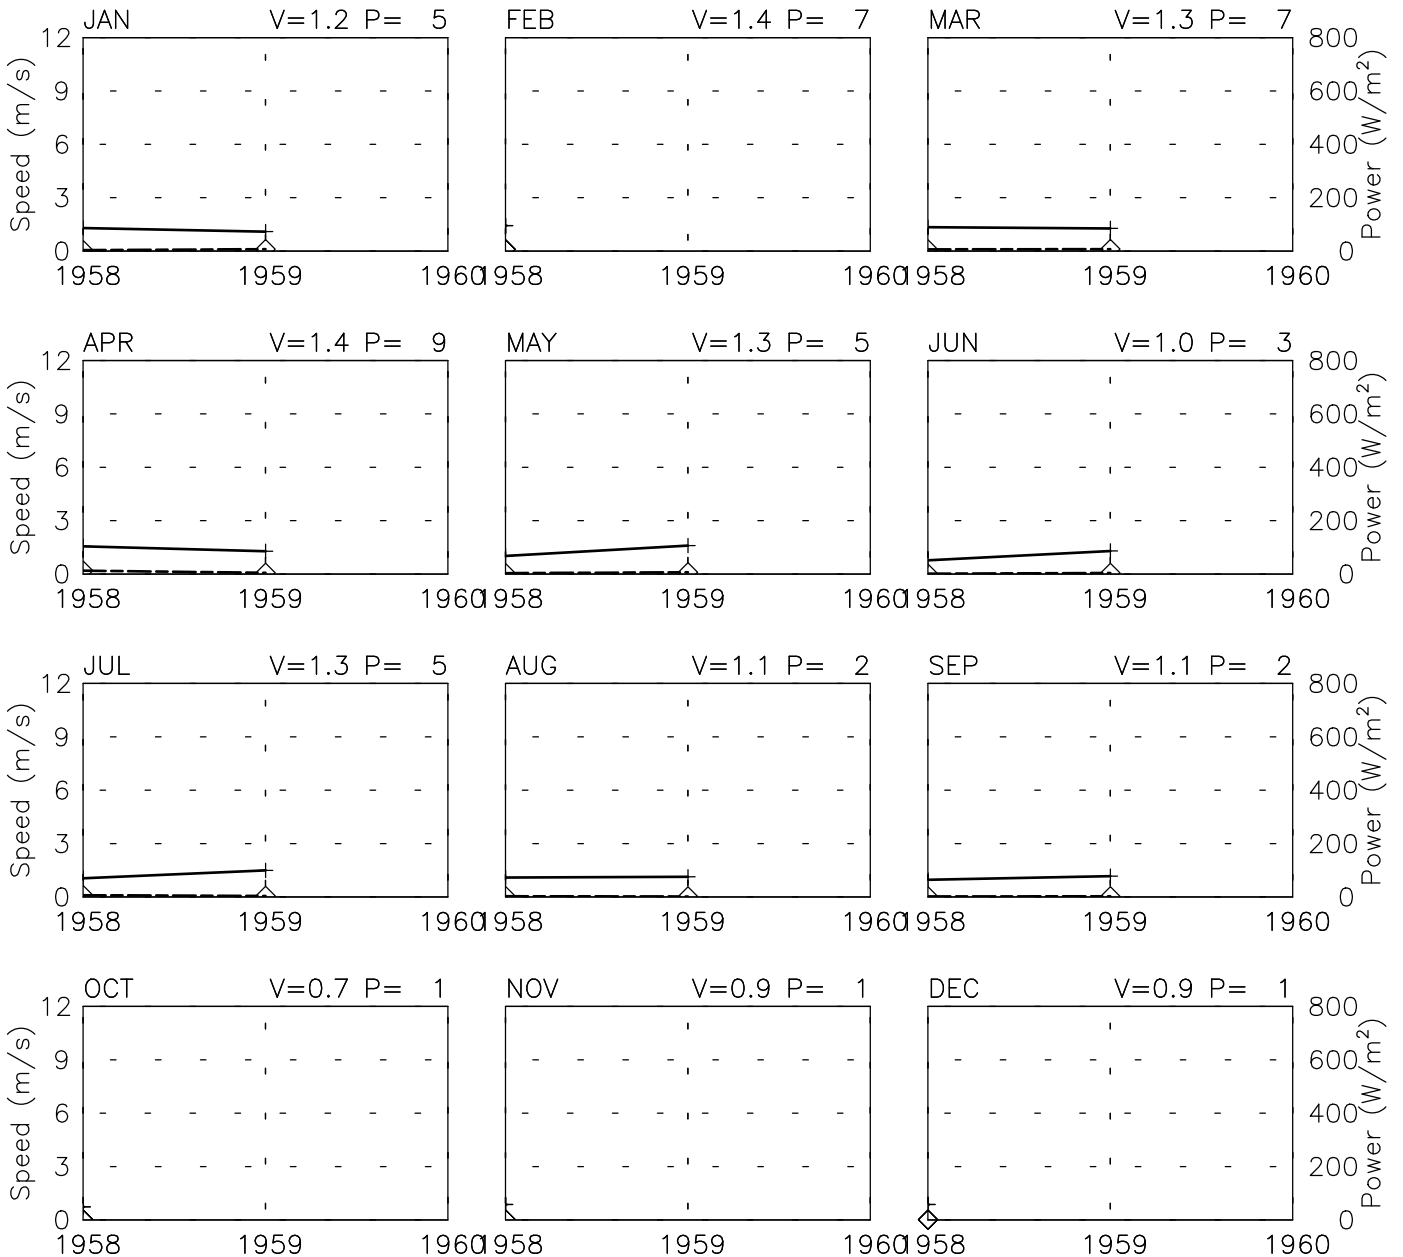 JAN V=1.2 P= 5 FEB V=1.4 P= 7 MAR V=1.3 P= 7
12 800
9 600
6 400
3 200
0 0
Speed (m/s) Power (W/m²)
1958 1959 1960 1958 1959 1960 1958 1959 1960
APR V=1.4 P= 9 MAY V=1.3 P= 5 JUN V=1.0 P= 3
12 800
9 600
6 400
3 200
0 0
Speed (m/s) Power (W/m²)
1958 1959 1960 1958 1959 1960 1958 1959 1960
JUL V=1.3 P= 5 AUG V=1.1 P= 2 SEP V=1.1 P= 2
12 800
9 600
6 400
3 200
0 0
Speed (m/s) Power (W/m²)
1958 1959 1960 1958 1959 1960 1958 1959 1960
OCT V=0.7 P= 1 NOV V=0.9 P= 1 DEC V=0.9 P= 1
12 800
9 600
6 400
3 200
0 0
Speed (m/s) Power (W/m²)
1958 1959 1960 1958 1959 1960 1958 1959 1960